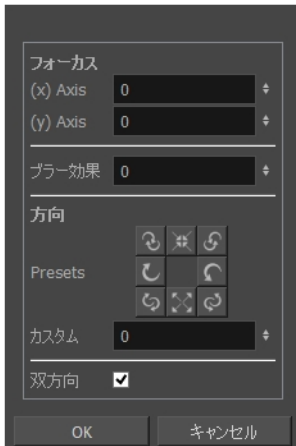 フォーカス
(x) Axis 0
(y) Axis 0
ブラー効果 0
方向
Presets
カスタム 0
双方向
OK キャンセル